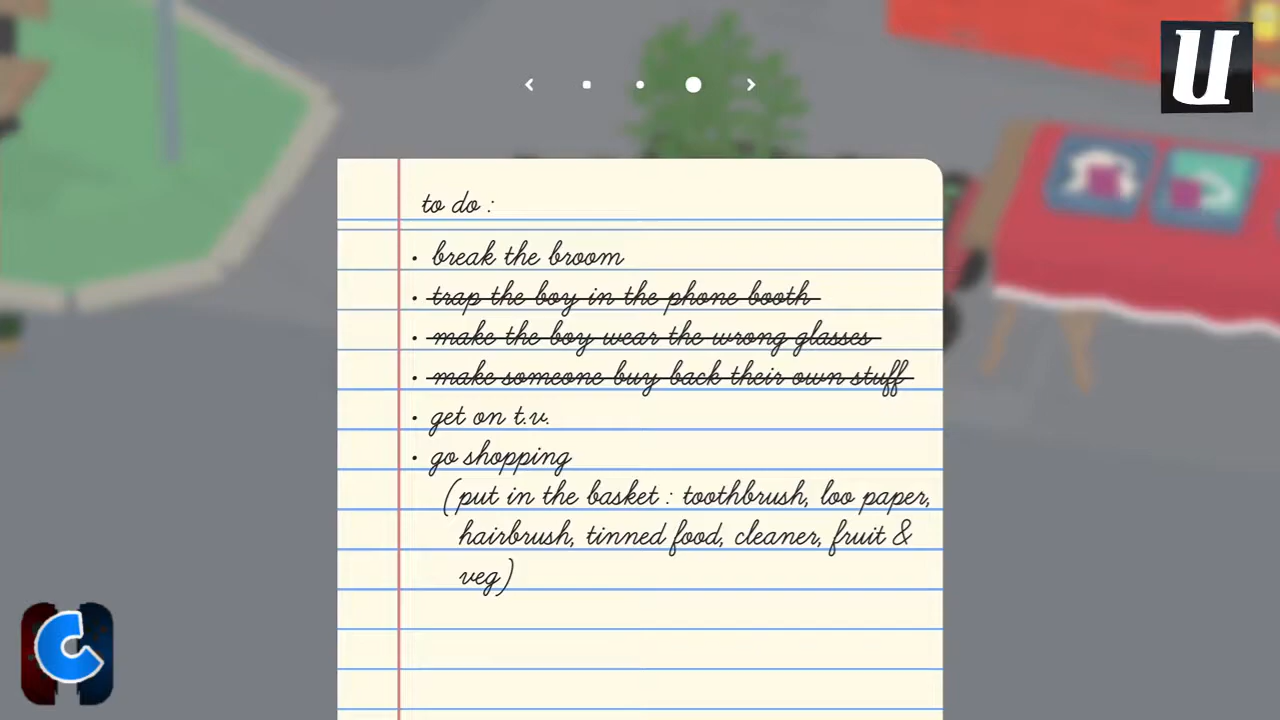 U
to do :
• break the broom
• trap the boy in the phone booth
• make the boy wear the wrong glasses
• make someone buy back their own stuff
• get on t.v.
• go shopping
(put in the basket : toothbrush, loo paper,
hairbrush, tinned food, cleaner, fruit &
veg)
C